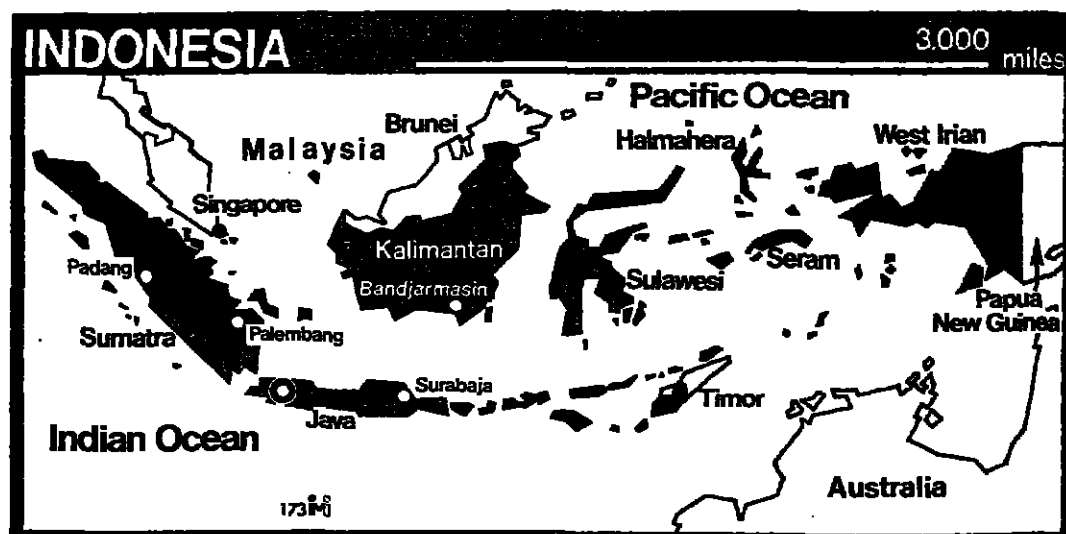 INDONESIA
3.000
miles
Pacific Ocean
Brunei
Malaysia
Halmahera
West Irian
Singapore
Kalimantan
Padang
Bandjarmasin
Sulawesi
Seram
Papua
New Guinea
Sumatra
Palembang
Surabaja
Java
Timor
Indian Ocean
Australia
173